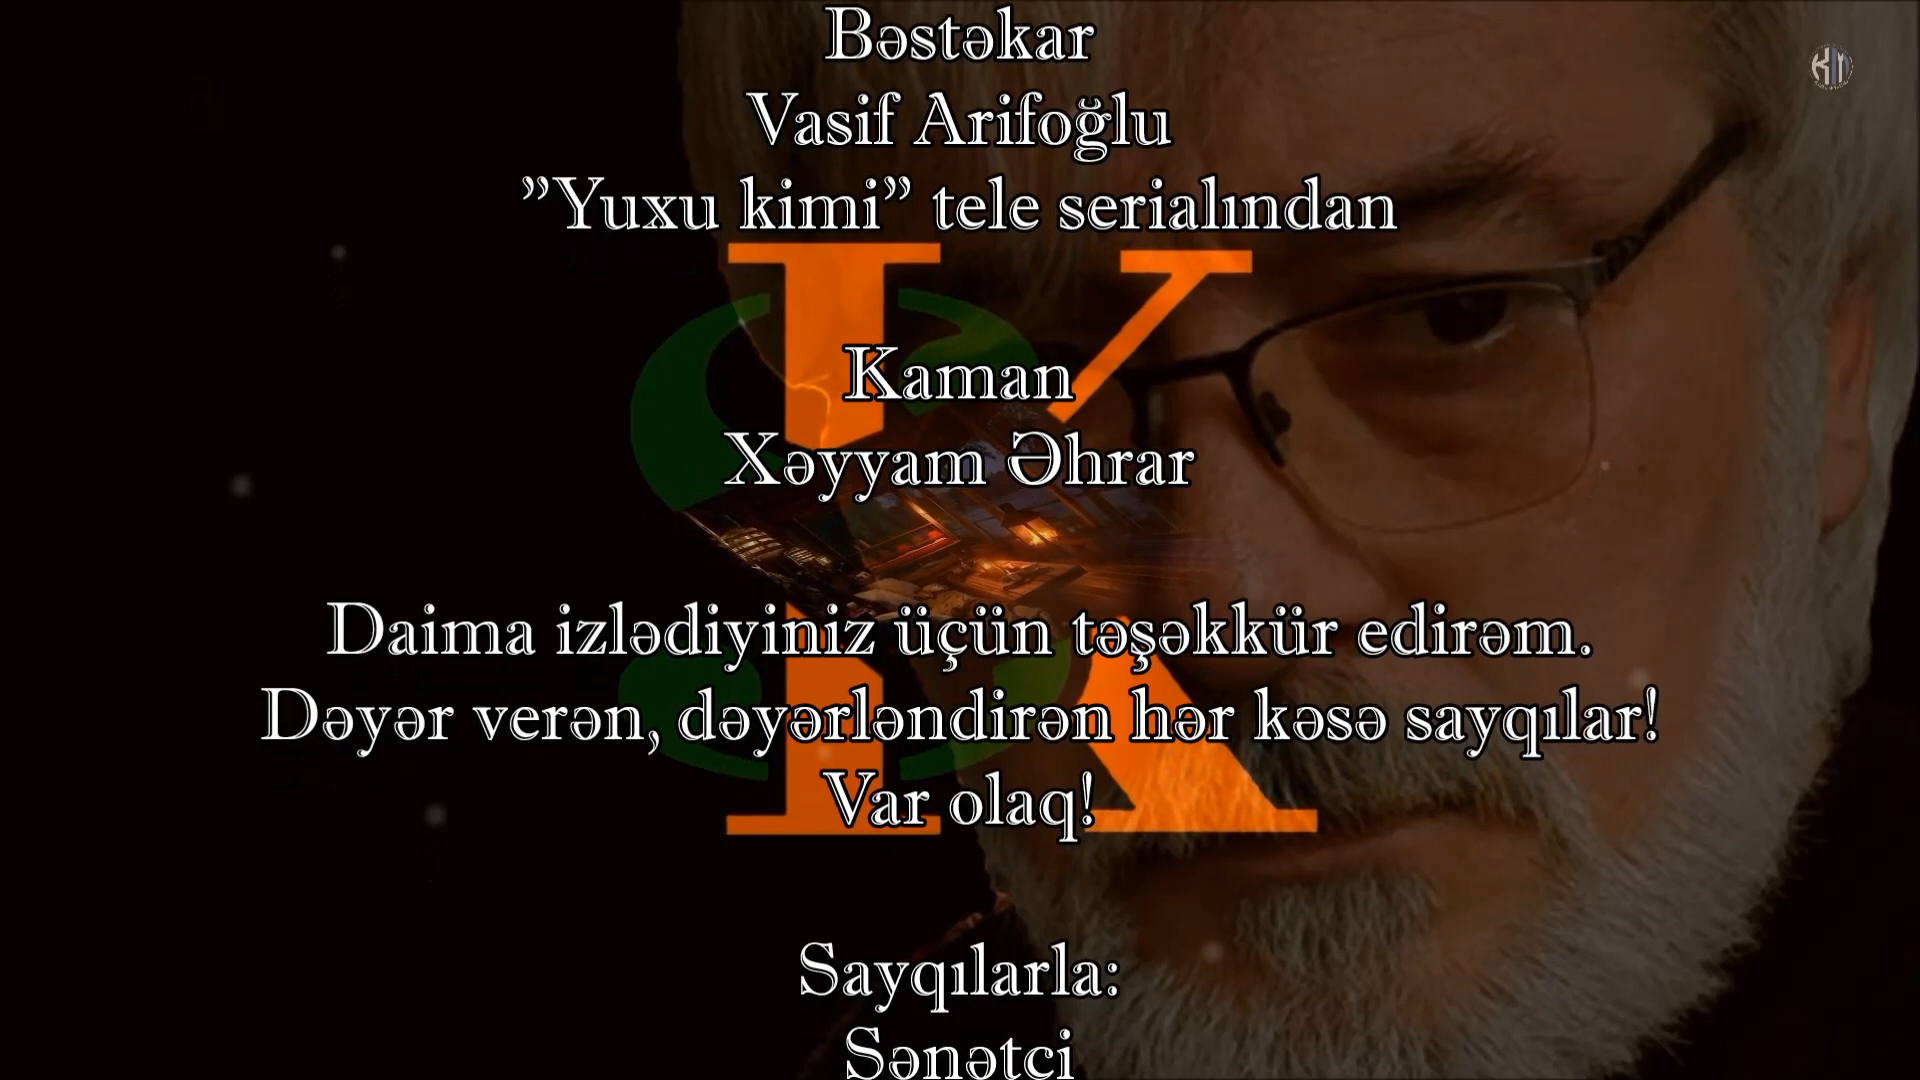 Bəstəkar
Vasif Arifoğlu
”Yuxu kimi” tele serialından
Kaman
Xəyyam Əhrar
Daima izlədiyiniz üçün təşəkkür edirəm.
Dəyər verən, dəyərləndirən hər kəsə sayqılar!
Var olaq!
Sayqılarla:
Sənətci